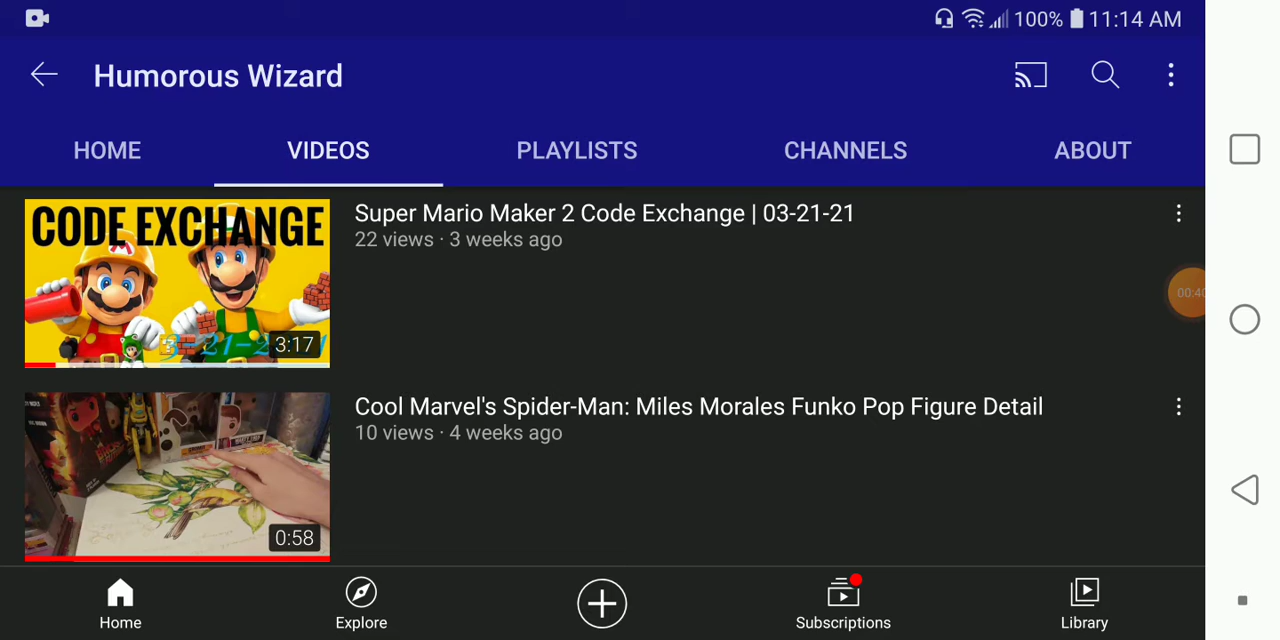 100% 11:14 AM
Humorous Wizard
HOME VIDEOS PLAYLISTS CHANNELS ABOUT
CODE EXCHANGE
3:17
Super Mario Maker 2 Code Exchange | 03-21-21
22 views · 3 weeks ago
00:40
0:58
Cool Marvel's Spider-Man: Miles Morales Funko Pop Figure Detail
10 views · 4 weeks ago
Home Explore Subscriptions Library